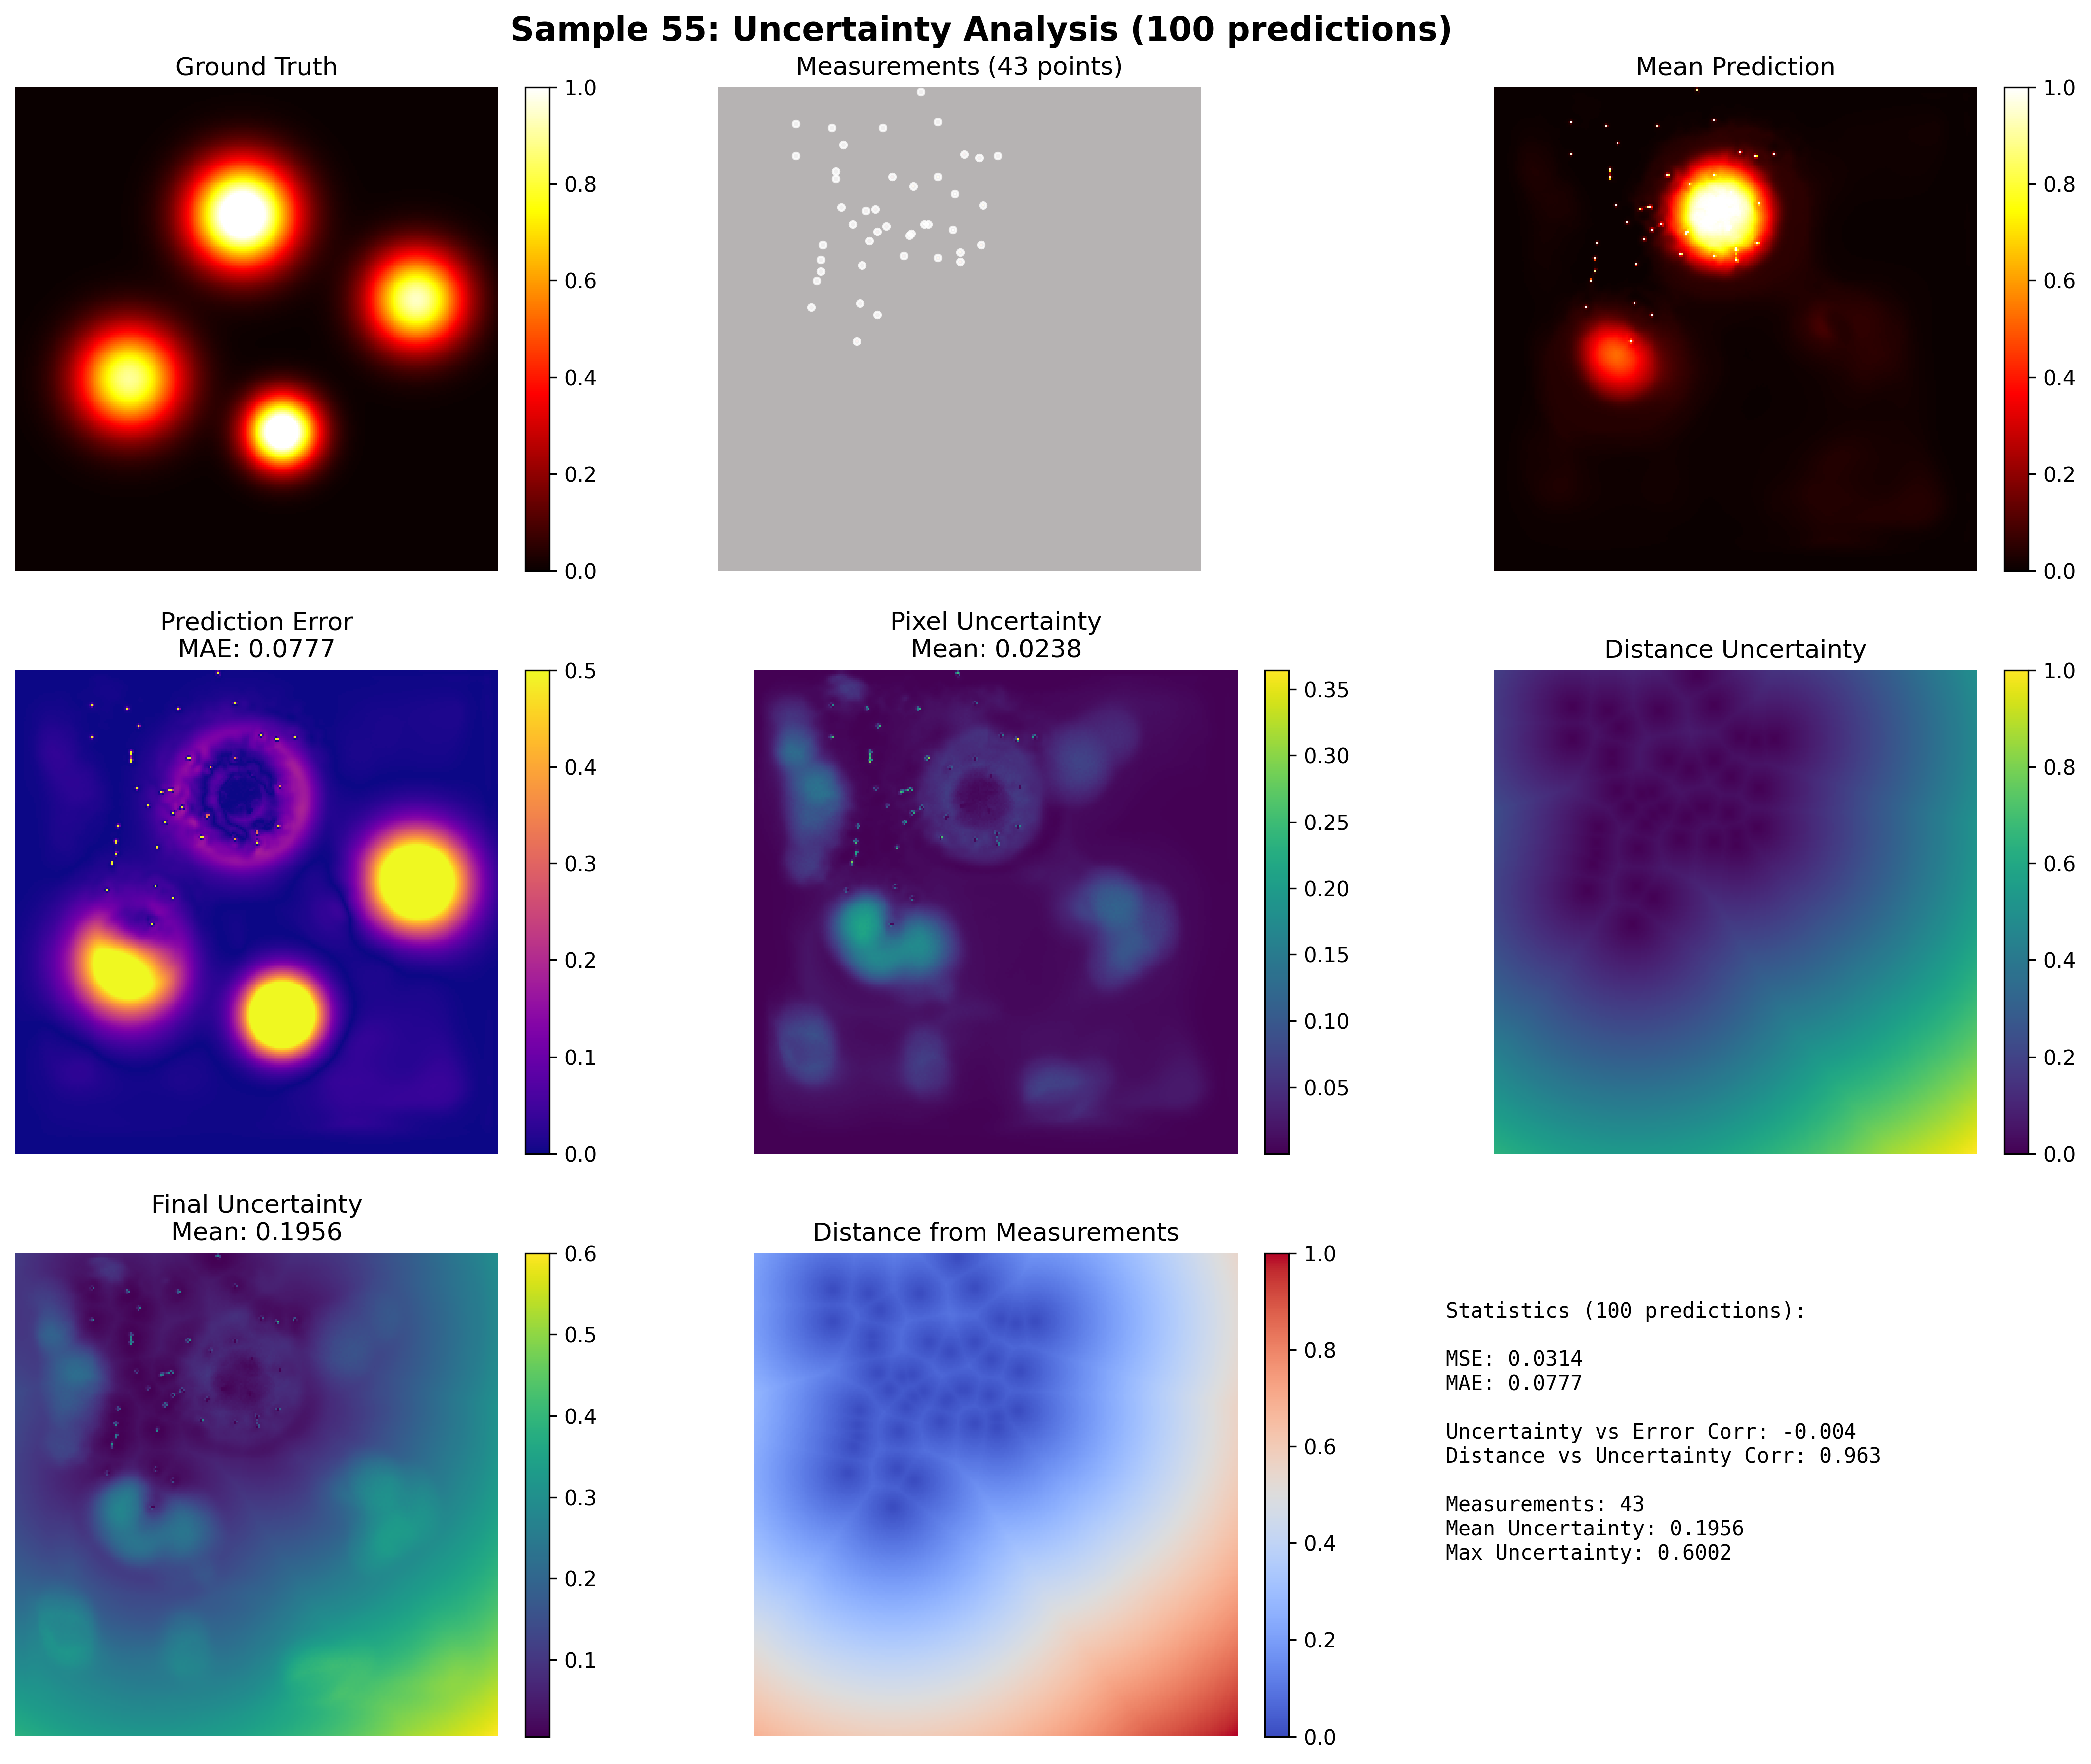 Sample 55: Uncertainty Analysis (100 predictions)
Ground Truth
1.0
0.8
0.6
0.4
0.2
0.0
Measurements (43 points)
Mean Prediction
1.0
0.8
0.6
0.4
0.2
0.0
Prediction Error
MAE: 0.0777
0.5
0.4
0.3
0.2
0.1
0.0
Pixel Uncertainty
Mean: 0.0238
0.35
0.30
0.25
0.20
0.15
0.10
0.05
Distance Uncertainty
1.0
0.8
0.6
0.4
0.2
0.0
Final Uncertainty
Mean: 0.1956
0.6
0.5
0.4
0.3
0.2
0.1
Distance from Measurements
1.0
0.8
0.6
0.4
0.2
0.0
Statistics (100 predictions):
MSE: 0.0314
MAE: 0.0777
Uncertainty vs Error Corr: -0.004
Distance vs Uncertainty Corr: 0.963
Measurements: 43
Mean Uncertainty: 0.1956
Max Uncertainty: 0.6002